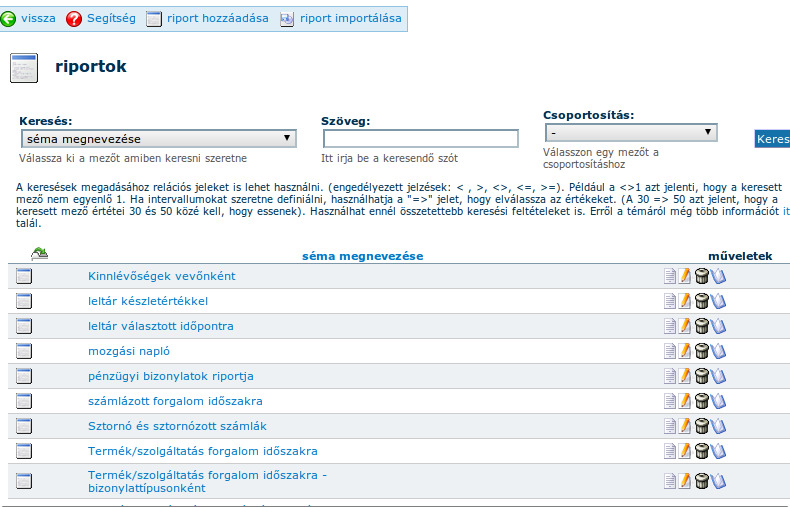 vissza Segítség riport hozzáadása riport importálása
riportok
Keresés: Szöveg: Csoportosítás:
séma megnevezése - Keres
Válassza ki a mezőt amiben keresni szeretne Itt irja be a keresendő szót Válasszon egy mezőt a
csoportosításhoz
A keresések megadásához relációs jeleket is lehet használni. (engedélyezett jelzések: < , >, <>, <=, >=). Például a <>1 azt jelenti, hogy a keresett
mező nem egyenlő 1. Ha intervallumokat szeretne definiálni, használhatja a "=>" jelet, hogy elválassza az értékeket. (A 30 => 50 azt jelent, hogy a
keresett mező értétei 30 és 50 közé kell, hogy essenek). Használhat ennél összetettebb keresési feltételeket is. Erről a témáról még több információt it
talál.
séma megnevezése műveletek
Kinnlévőségek vevőnként
leltár készletértékkel
leltár választott időpontra
mozgási napló
pénzügyi bizonylatok riportja
számlázott forgalom időszakra
Sztornó és sztornózott számlák
Termék/szolgáltatás forgalom időszakra
Termék/szolgáltatás forgalom időszakra -
bizonylattípusonként